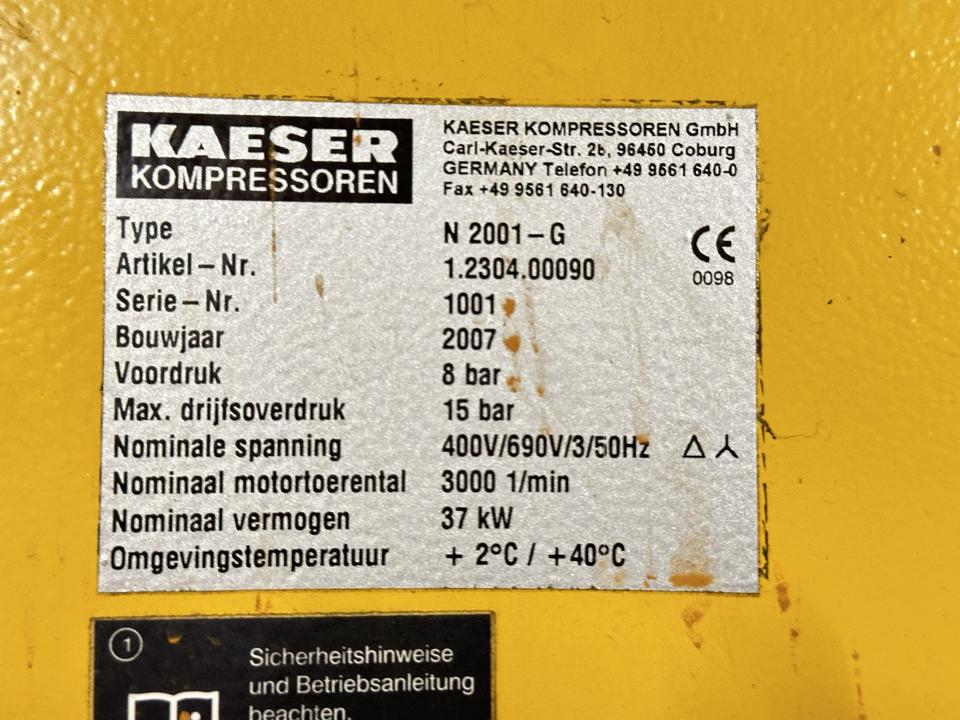 KAESER
KOMPRESSOREN
KAESER KOMPRESSOREN GmbH
Carl-Kaeser-Str. 26, 96450 Coburg
GERMANY Telefon +49 9561 640-0
Fax +49 9561 640-130
Type N 2001-G
Artikel-Nr. 1.2304.00090
CE
0098
Serie-Nr. 1001
Bouwjaar 2007
Voordruk 8 bar
Max. drijfsoverdruk 15 bar
Nominale spanning 400V/690V/3/50Hz
Nominaal motortoerental 3000 1/min
Nominaal vermogen 37 kW
Omgevingstemperatuur + 2°C / +40°C
1
Sicherheitshinweise
und Betriebsanleitung
beachten.